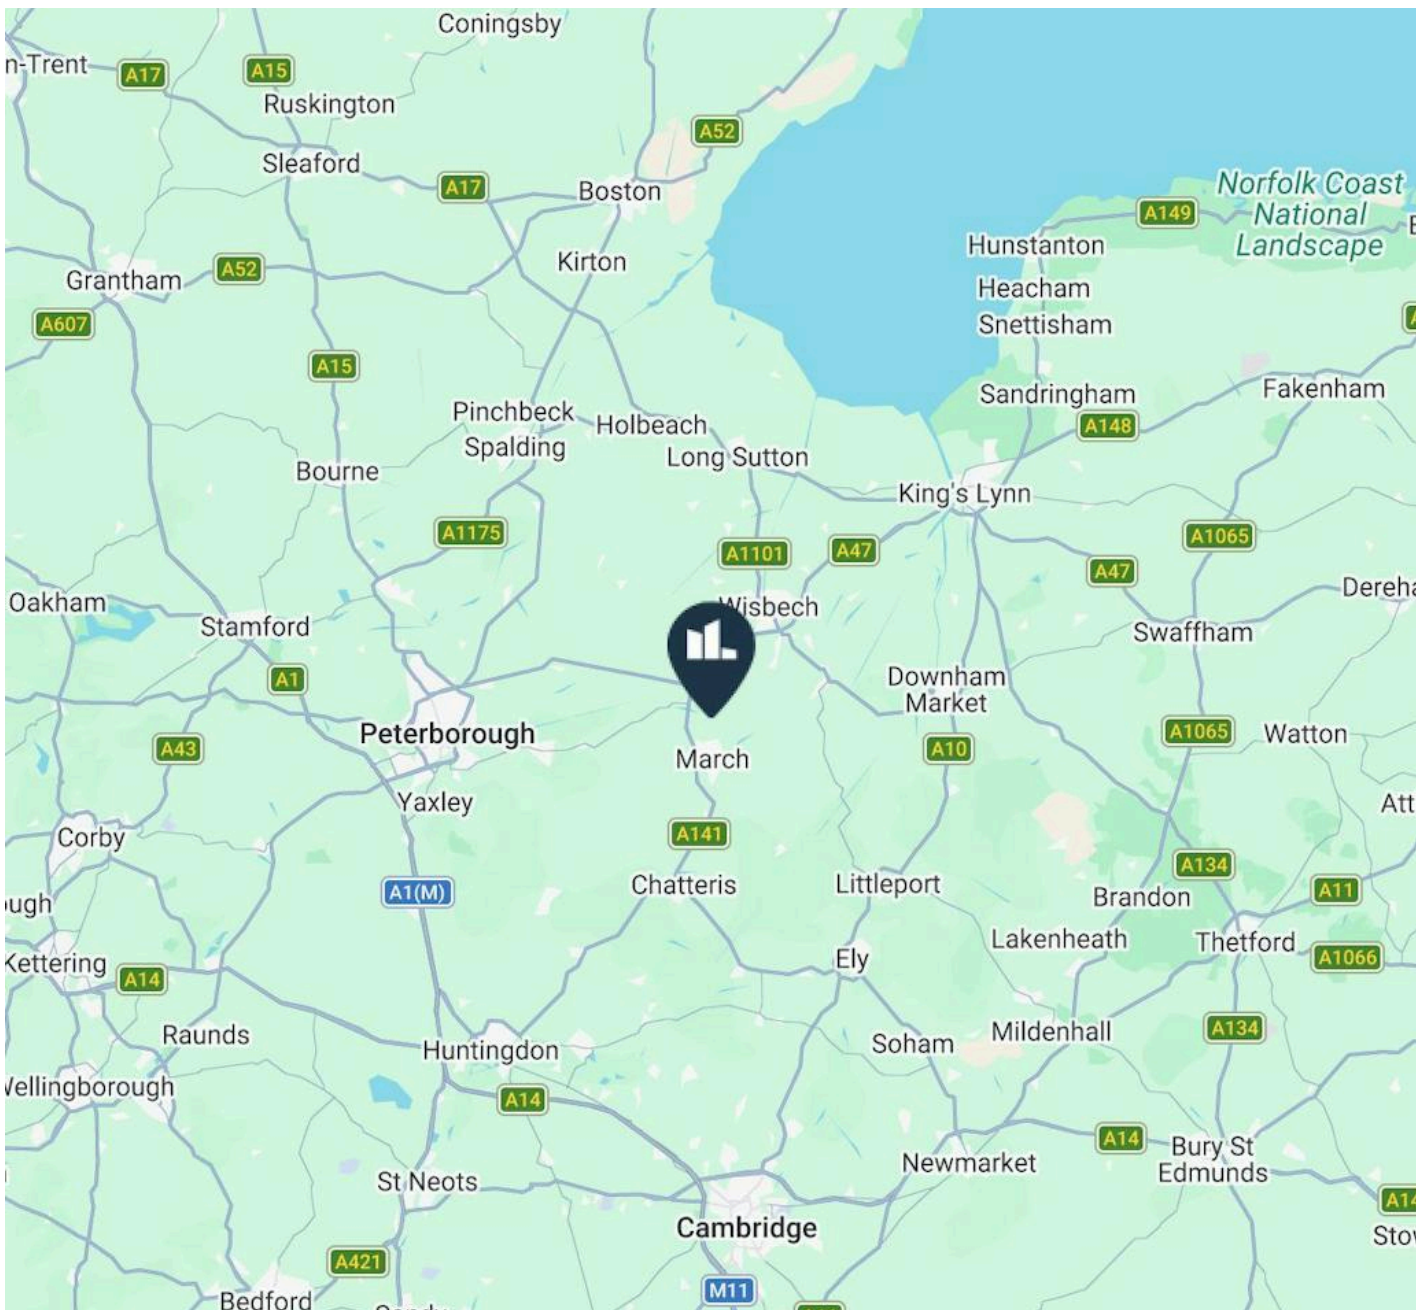 Coningsby
n-Trent
A17
A15
Ruskington
A52
Sleaford
A17
Boston
Norfolk Coast
National
Landscape
A149
Hunstanton
Kirton
Grantham
A52
Heacham
Snettisham
A607
A15
Sandringham
Fakenham
Pinchbeck
Spalding
Holbeach
A148
Long Sutton
Bourne
King's Lynn
A1175
A1101
A47
A1065
A47
Oakham
Stamford
Wisbech
Dereha
Swaffham
A1
Downham
Market
Peterborough
A43
March
A10
A1065
Watton
Yaxley
Att
Corby
A141
A1(M)
Chatteris
Littleport
A134
Brandon
A11
ough
Kettering
A14
Ely
Lakenheath
Thetford
A1066
Raunds
Huntingdon
Soham
Mildenhall
A134
Wellingborough
A14
A14
Newmarket
Bury St
Edmunds
St Neots
A14
Cambridge
Stov
A421
M11
Bedford